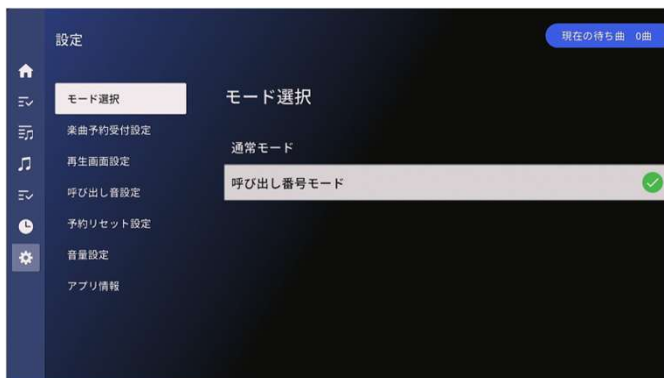 設定
現在の待ち曲 0曲
モード選択
楽曲予約受付設定
再生画面設定
呼び出し音設定
予約リセット設定
音量設定
アプリ情報
モード選択
通常モード
呼び出し番号モード